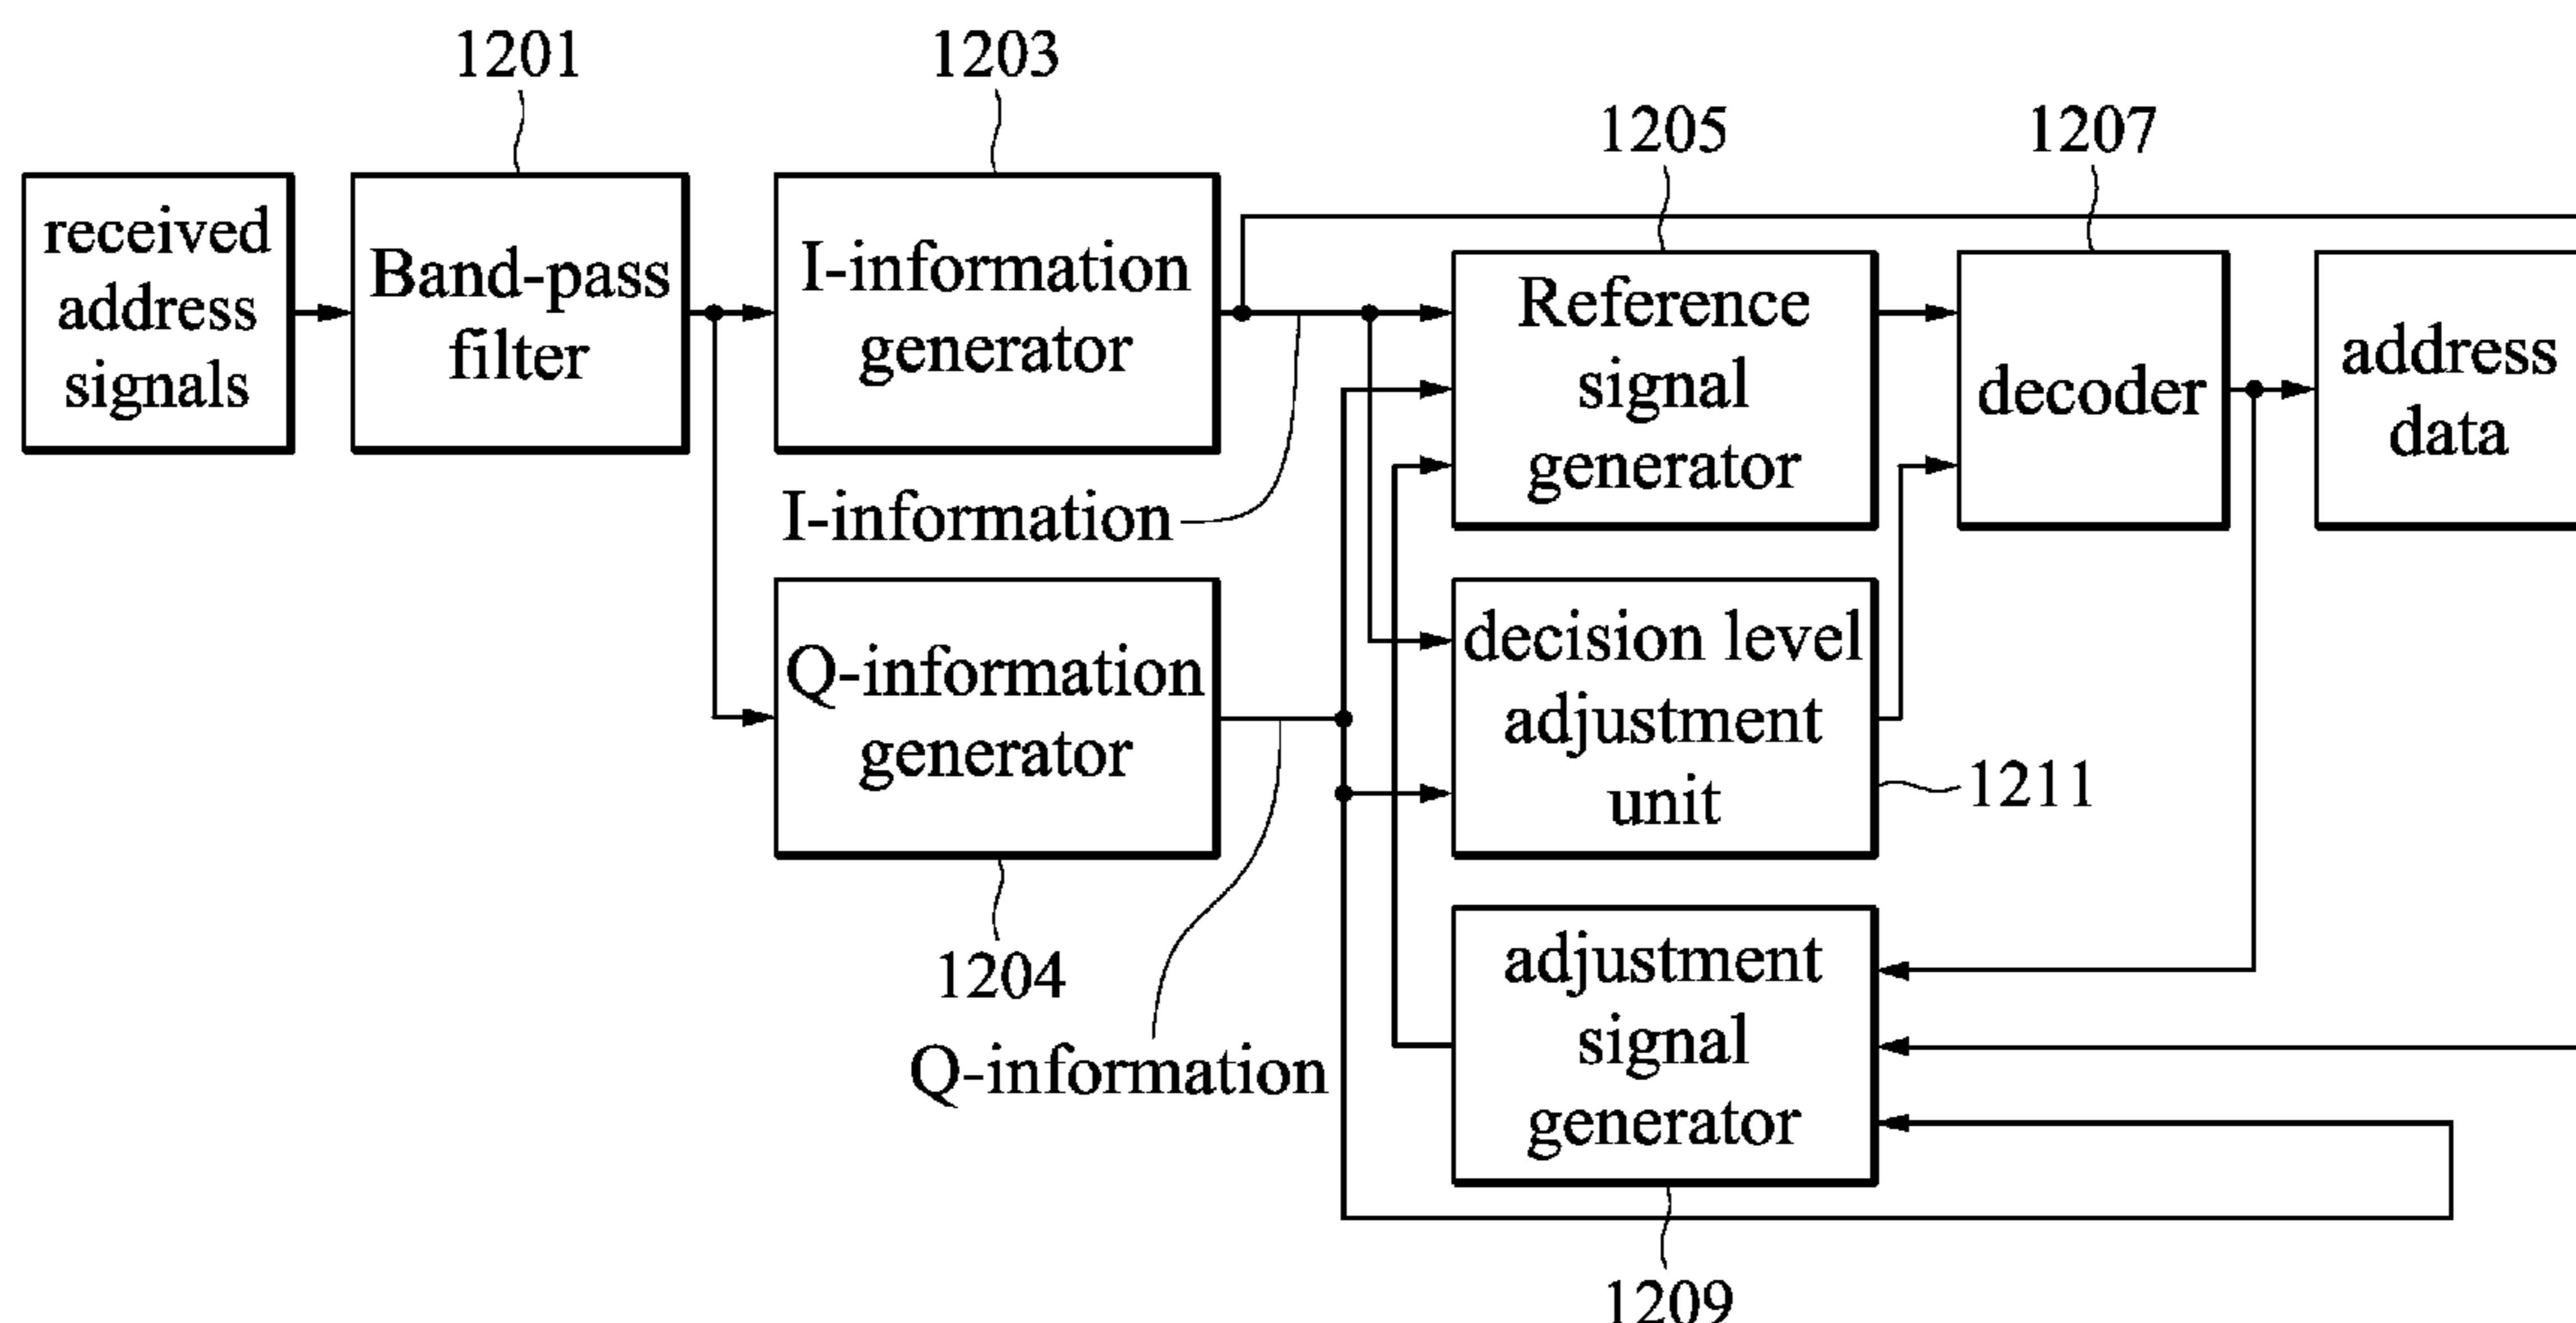 1201
1203
1205
1207
received
address
signals
Band-pass
filter
I-information
generator
Reference
signal
generator
decoder
address
data
I-information
Q-information
generator
decision level
adjustment
unit
1211
1204
Q-information
adjustment
signal
generator
1209